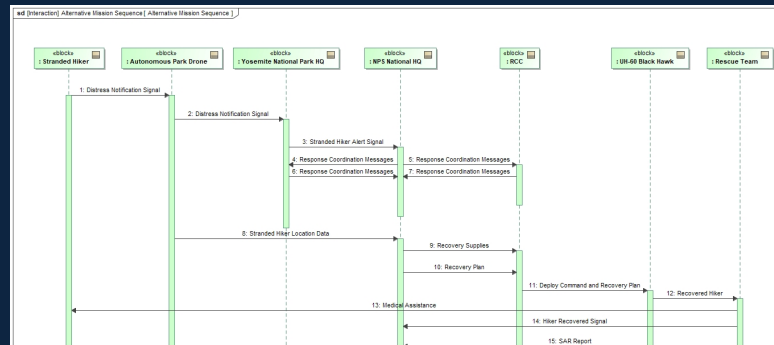 sd [Interaction] Alternative Mission Sequence [ Alternative Mission Sequence ]
«block»
: Stranded Hiker
«block»
: Autonomous Park Drone
«block»
: Yosemite National Park HQ
«block»
: NPS National HQ
«block»
: RCC
«block»
: UH-60 Black Hawk
«block»
: Rescue Team
1: Distress Notification Signal
2: Distress Notification Signal
3: Stranded Hiker Alert Signal
4: Response Coordination Messages
5: Response Coordination Messages
6: Response Coordination Messages
7: Response Coordination Messages
8: Stranded Hiker Location Data
9: Recovery Supplies
10: Recovery Plan
11: Deploy Command and Recovery Plan
12: Recovered Hiker
13: Medical Assistance
14: Hiker Recovered Signal
15: SAR Report